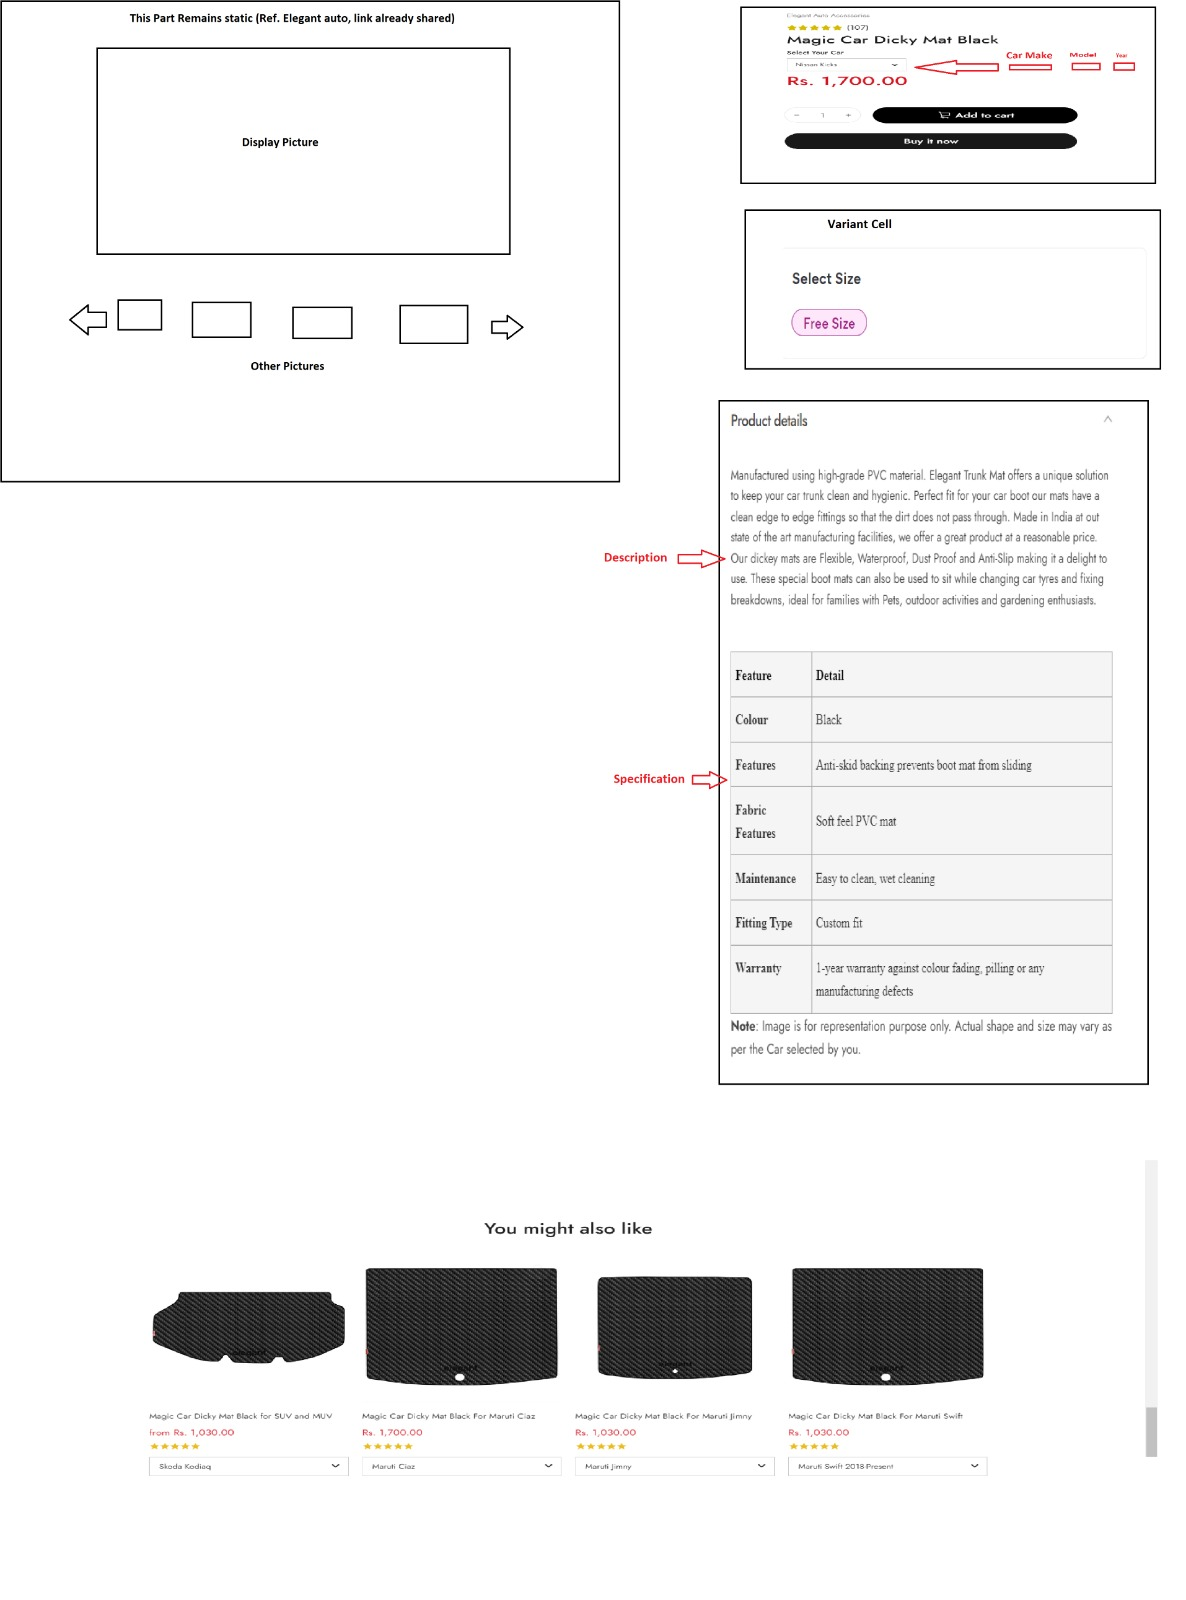 This Part Remains static (Ref. Elegant auto, link already shared)
Display Picture
Other Pictures
Elegant Auto Accessories
(107)
Magic Car Dicky Mat Black
Select Your Car
Nissan Kicks
Car Make
Model
Year
Rs. 1,700.00
− 1 +
Add to cart
Buy it now
Variant Cell
Select Size
Free Size
Product details
Manufactured using high-grade PVC material. Elegant Trunk Mat offers a unique solution
to keep your car trunk clean and hygienic. Perfect fit for your car boot our mats have a
clean edge to edge fittings so that the dirt does not pass through. Made in India at out
state of the art manufacturing facilities, we offer a great product at a reasonable price.
Our dickey mats are Flexible, Waterproof, Dust Proof and Anti-Slip making it a delight to
use. These special boot mats can also be used to sit while changing car tyres and fixing
breakdowns, ideal for families with Pets, outdoor activities and gardening enthusiasts.
Description
Feature Detail
Colour Black
Features Anti-skid backing prevents boot mat from sliding
Specification
Fabric
Features
Soft feel PVC mat
Maintenance Easy to clean, wet cleaning
Fitting Type Custom fit
Warranty 1-year warranty against colour fading, pilling or any
manufacturing defects
Note: Image is for representation purpose only. Actual shape and size may vary as
per the Car selected by you.
You might also like
Magic Car Dicky Mat Black for SUV and MUV
from Rs. 1,030.00
Skoda Kodiaq
Magic Car Dicky Mat Black For Maruti Ciaz
Rs. 1,700.00
Maruti Ciaz
Magic Car Dicky Mat Black For Maruti Jimny
Rs. 1,030.00
Maruti Jimny
Magic Car Dicky Mat Black For Maruti Swift
Rs. 1,030.00
Maruti Swift 2018-Present